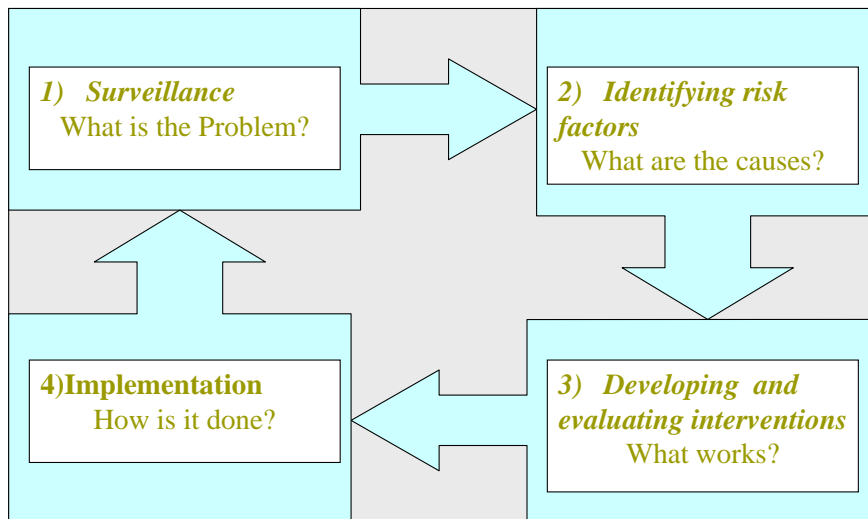 1) Surveillance
What is the Problem?
2) Identifying risk
factors
What are the causes?
3) Developing and
evaluating interventions
What works?
4)Implementation
How is it done?